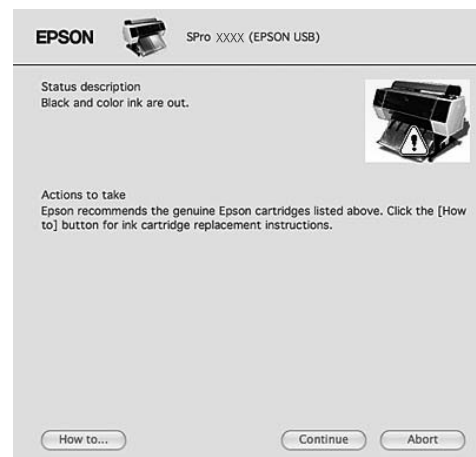 EPSON
SPro XXXX (EPSON USB)
Status description
Black and color ink are out.
Actions to take
Epson recommends the genuine Epson cartridges listed above. Click the [How
to] button for ink cartridge replacement instructions.
How to... Continue Abort